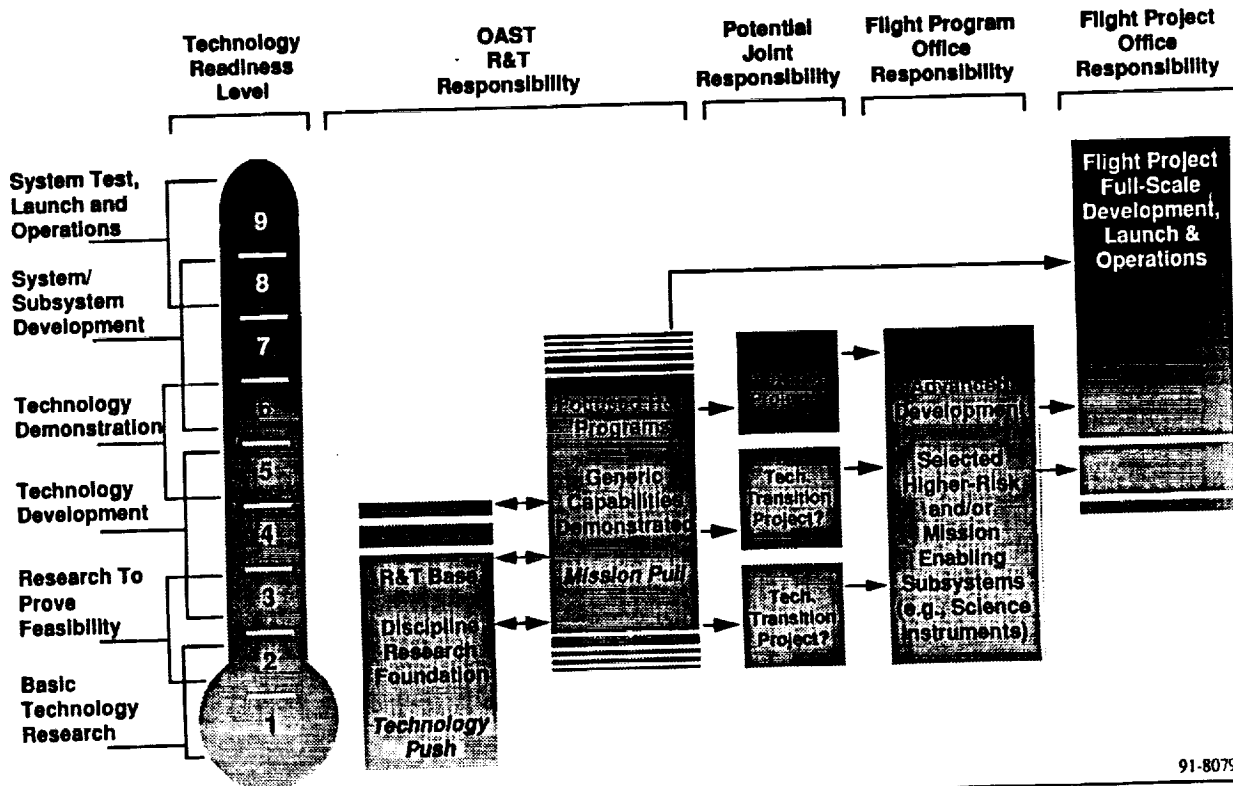 Technology
Readiness
Level
OAST
R&T
Responsibility
Potential
Joint
Responsibility
Flight Program
Office
Responsibility
Flight Project
Office
Responsibility
System Test,
Launch and
Operations
System/
Subsystem
Development
Technology
Demonstration
Technology
Development
Research To
Prove
Feasibility
Basic
Technology
Research
9
8
7
6
5
4
3
2
1
R&T Base
Discipline
Research
Foundation
Technology
Push
Programs
Generic
Capabilities
Demonstrated
Mission Pull
Tech.
Transition
Project?
Tech.
Transition
Project?
Advanced
Development
Selected
Higher-Risk
and/or
Mission
Enabling
Subsystems
(e.g., Science
Instruments)
Flight Project
Full-Scale
Development,
Launch &
Operations
91-8079